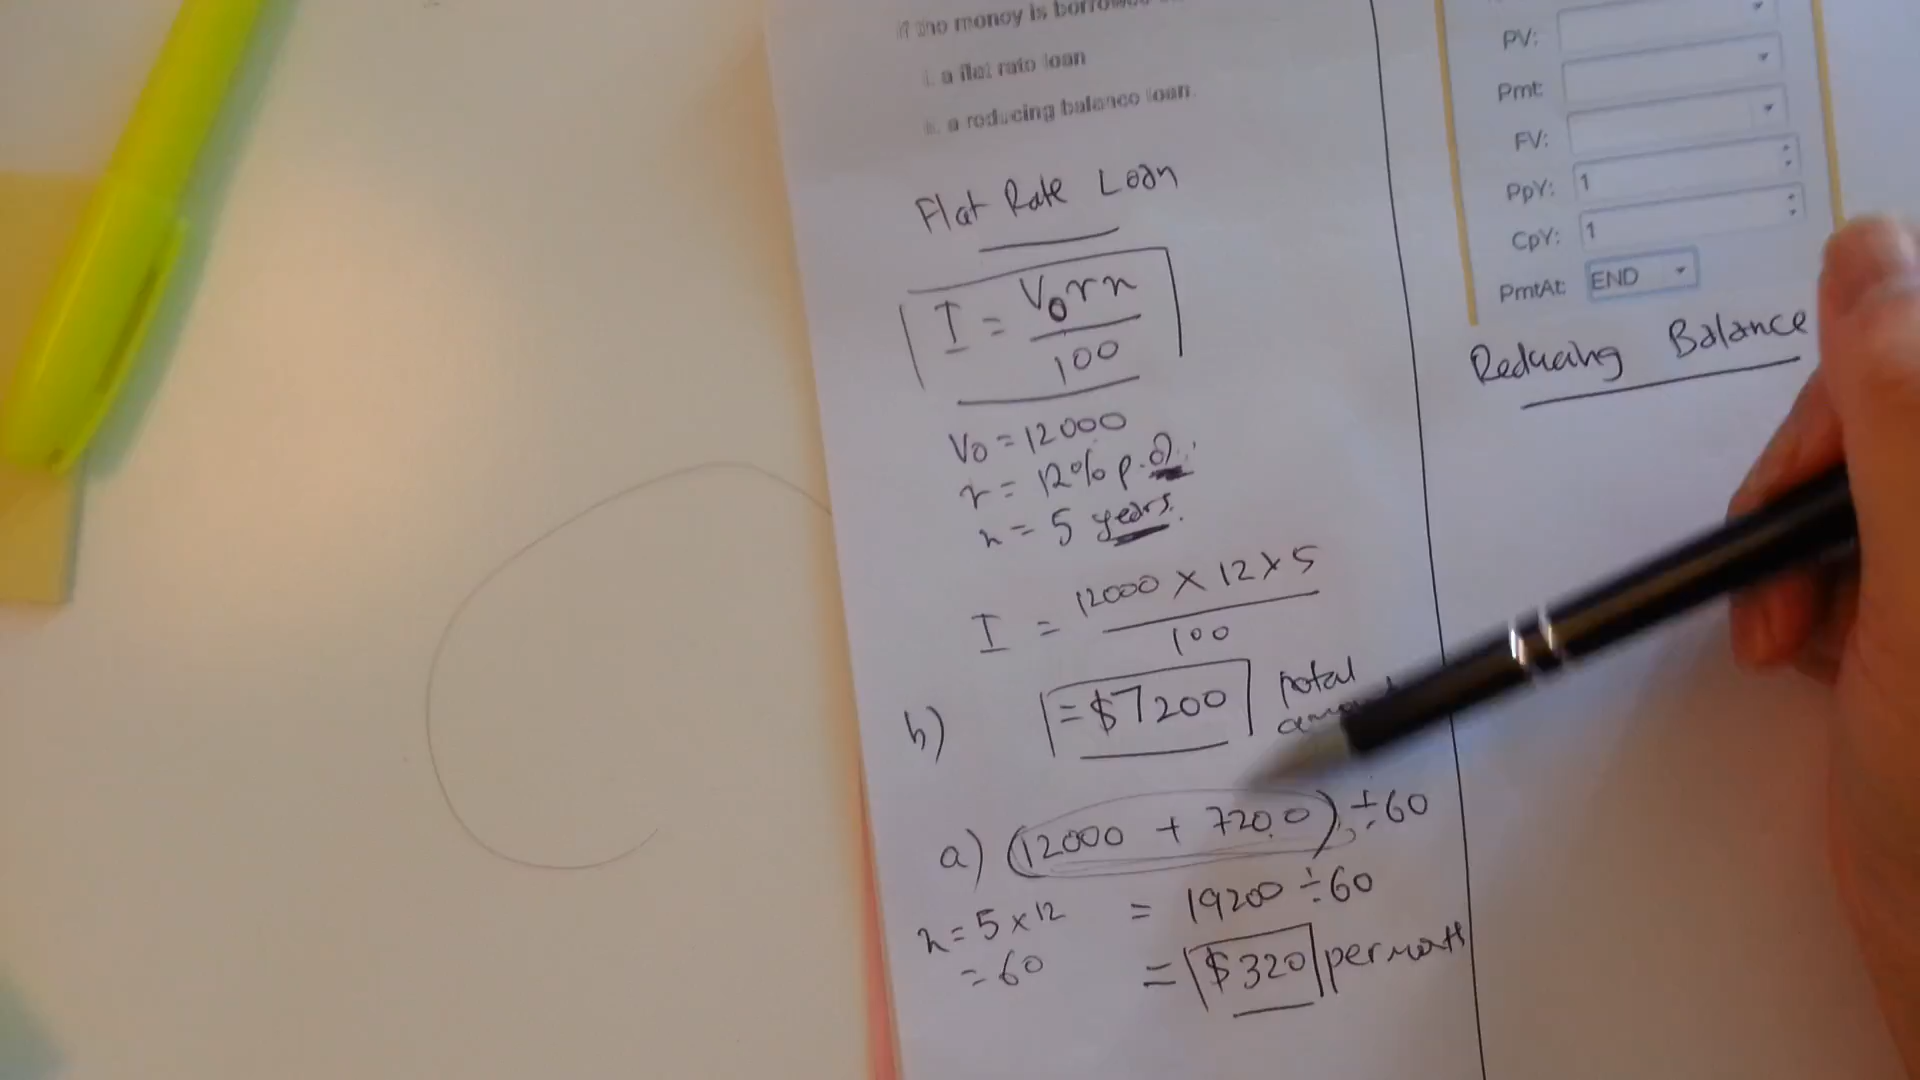 if the money is borrowed
i. a flat rate loan
ii. a reducing balance loan.
Flat Rate Loan
I = V₀rn
100
V₀ = 12000
r = 12% p.a.
n = 5 years.
I = 12000 × 12 × 5
100
b) = $7200 total
a) (12000 + 7200) ÷ 60
n = 5 × 12 = 19200 ÷ 60
= 60 = $320 per month
PV:
Pmt:
FV:
PpY: 1
CpY: 1
PmtAt: END
Reducing Balance